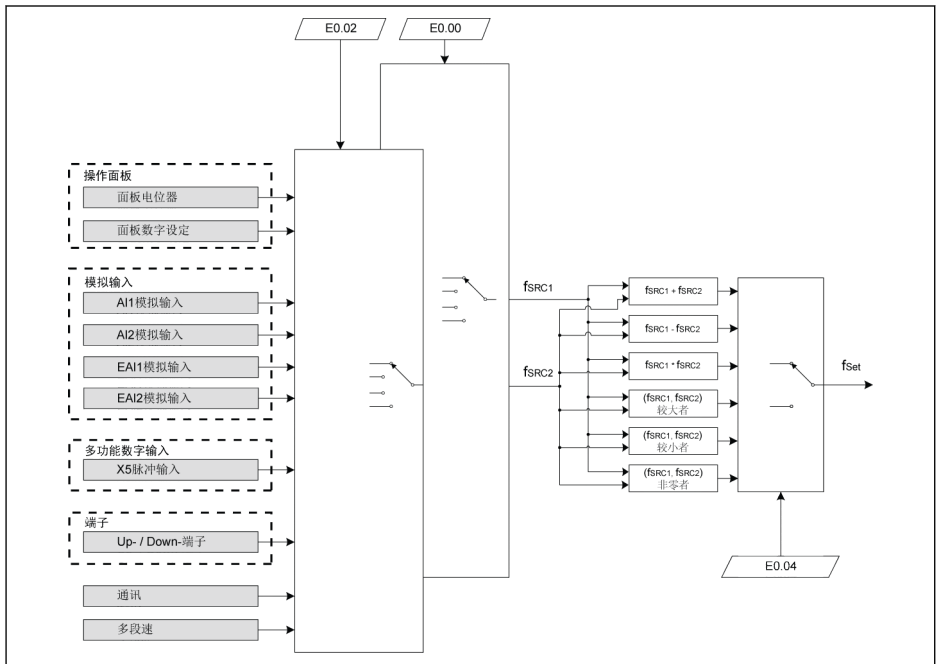 E0.02
E0.00
操作面板
面板电位器
面板数字设定
模拟输入
AI1模拟输入
AI2模拟输入
EAI1模拟输入
EAI2模拟输入
多功能数字输入
X5脉冲输入
端子
Up- / Down-端子
通讯
多段速
fSRC1
fSRC2
fSRC1 + fSRC2
fSRC1 - fSRC2
fSRC1 * fSRC2
(fSRC1, fSRC2)
较大者
(fSRC1, fSRC2)
较小者
(fSRC1, fSRC2)
非零者
fSet
E0.04